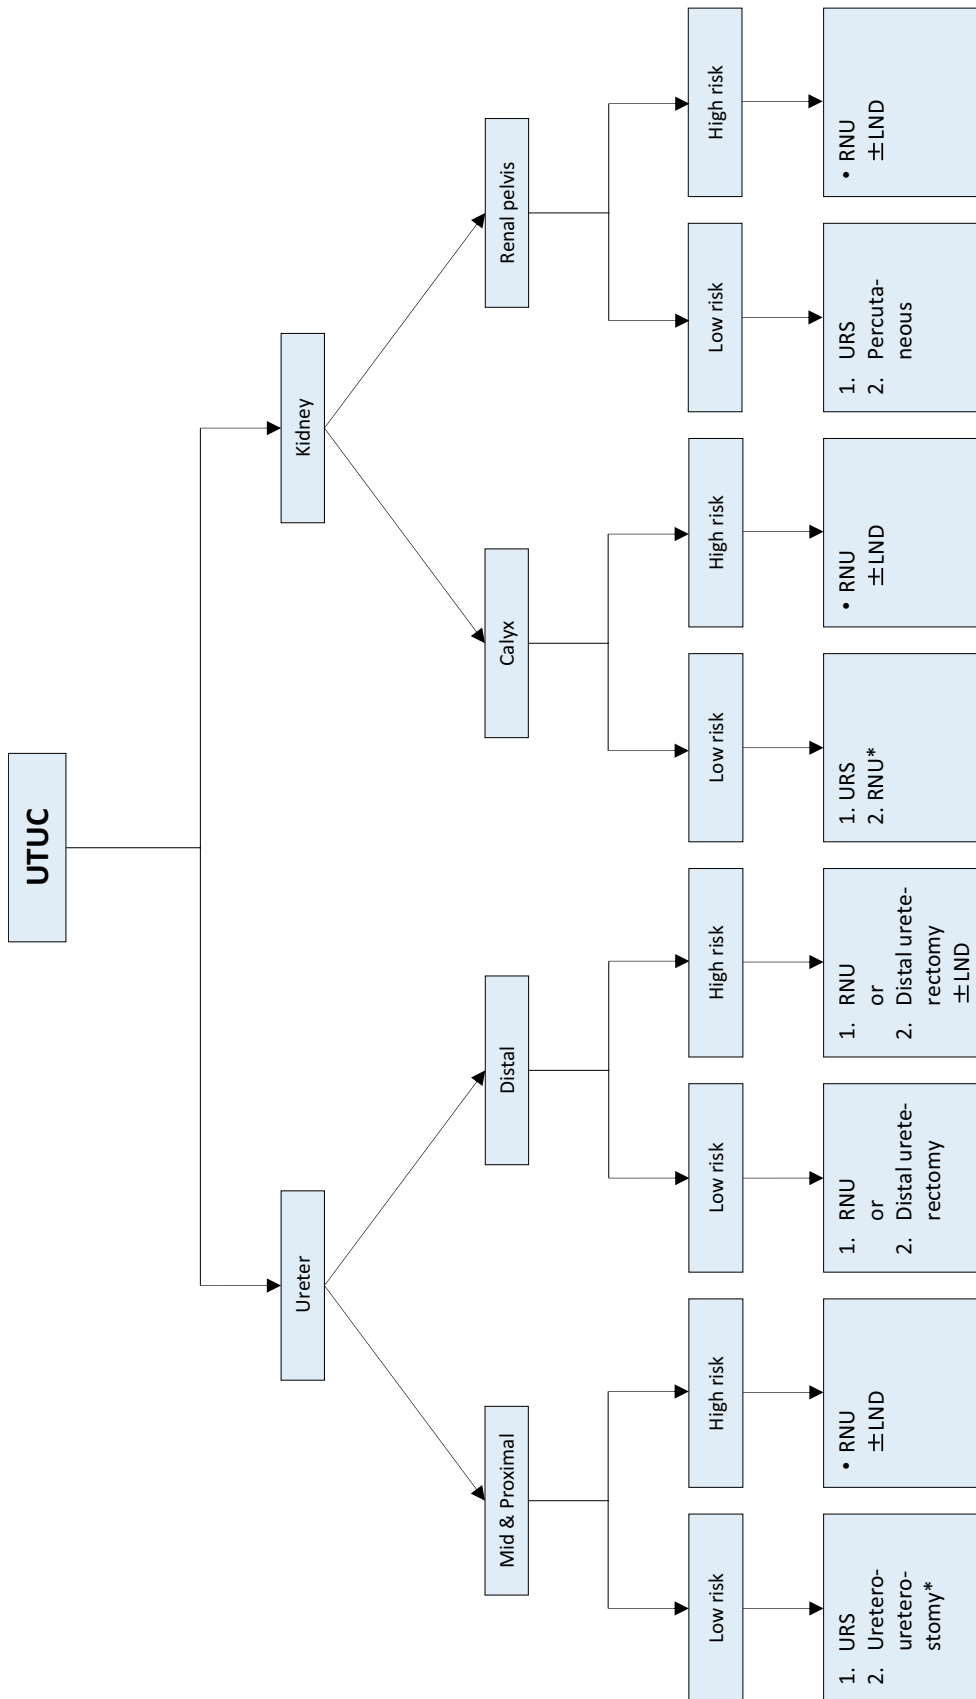 UTUC
Ureter
Kidney
Mid & Proximal
Distal
Calyx
Renal pelvis
Low risk
High risk
Low risk
High risk
Low risk
High risk
Low risk
High risk
1. URS
2. Uretero-
uretero-
stomy*
• RNU
±LND
1. RNU
or
2. Distal urete-
rectomy
1. RNU
or
2. Distal urete-
rectomy
±LND
1. URS
2. RNU*
• RNU
±LND
1. URS
2. Percuta-
neous
• RNU
±LND